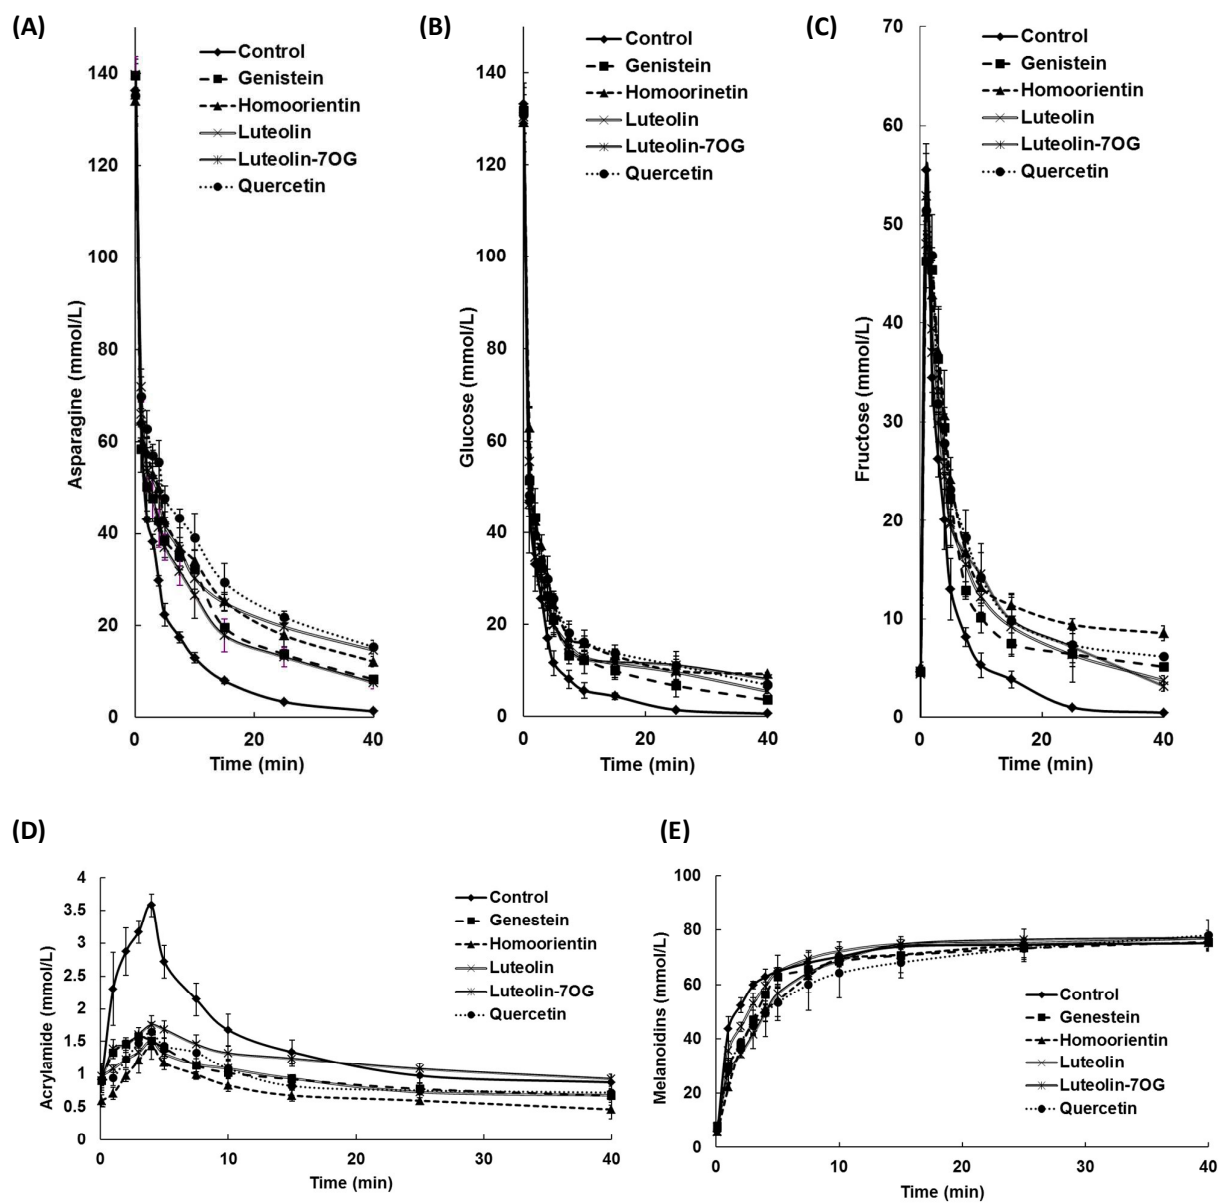 (A)
Control
Genistein
Homoorientin
Luteolin
Luteolin-7OG
Quercetin
140
120
100
80
60
40
20
0
Asparagine (mmol/L)
0 20 40
Time (min)
(B)
Control
Genistein
Homoorinetin
Luteolin
Luteolin-7OG
Quercetin
140
120
100
80
60
40
20
0
Glucose (mmol/L)
0 20 40
Time (min)
(C)
Control
Genistein
Homoorientin
Luteolin
Luteolin-7OG
Quercetin
70
60
50
40
30
20
10
0
Fructose (mmol/L)
0 20 40
Time (min)
(D)
Control
Genestein
Homoorientin
Luteolin
Luteolin-7OG
Quercetin
4
3.5
3
2.5
2
1.5
1
0.5
0
Acrylamide (mmol/L)
0 10 20 30 40
Time (min)
(E)
Control
Genestein
Homoorientin
Luteolin
Luteolin-7OG
Quercetin
100
80
60
40
20
0
Melanoidins (mmol/L)
0 10 20 30 40
Time (min)